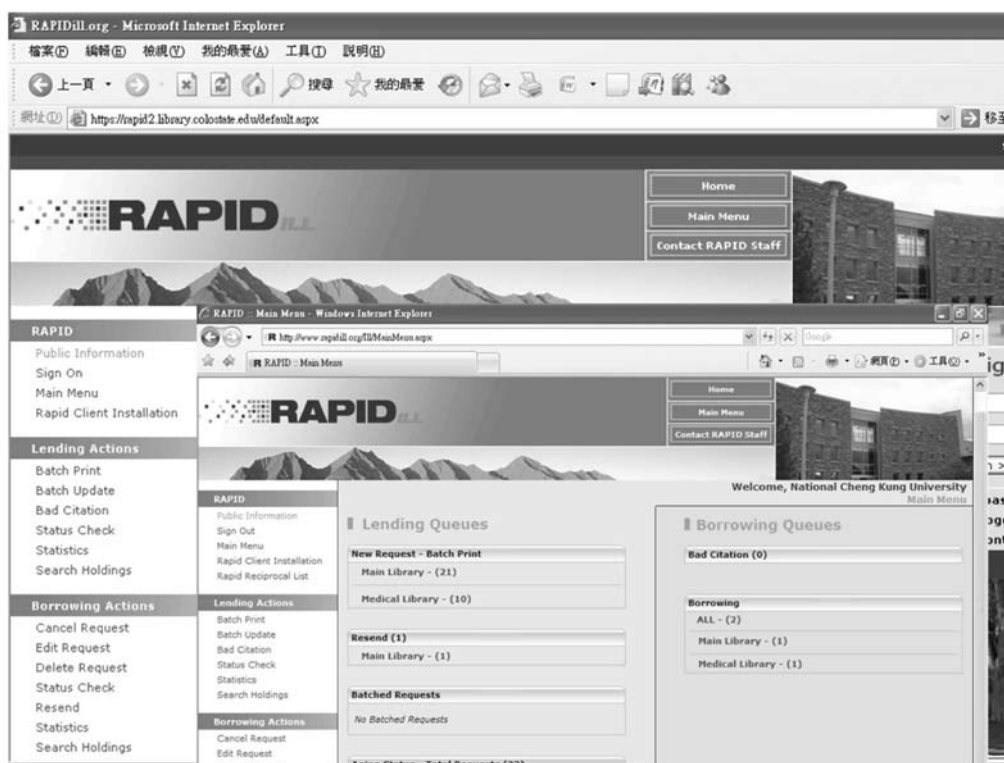 RAPIDill.org - Microsoft Internet Explorer
檔案(F) 編輯(E) 檢視(V) 我的最愛(A) 工具(T) 說明(H)
上一頁 搜尋 我的最愛
網址(D) https://rapid2.library.colostate.edu/default.aspx 移至
RAPID ILL
Home
Main Menu
Contact RAPID Staff
RAPID
Public Information
Sign On
Main Menu
Rapid Client Installation
Lending Actions
Batch Print
Batch Update
Bad Citation
Status Check
Statistics
Search Holdings
Borrowing Actions
Cancel Request
Edit Request
Delete Request
Status Check
Resend
Statistics
Search Holdings
RAPID :: Main Menu - Windows Internet Explorer
http://www.rapidill.org/Ill/MainMenu.aspx Google
RAPID :: Main Menu 網頁(P) 工具(O)
RAPID ILL
Home
Main Menu
Contact RAPID Staff
Welcome, National Cheng Kung University
Main Menu
RAPID
Public Information
Sign Out
Main Menu
Rapid Client Installation
Rapid Reciprocal List
Lending Actions
Batch Print
Batch Update
Bad Citation
Status Check
Statistics
Search Holdings
Borrowing Actions
Cancel Request
Edit Request
Lending Queues
New Request - Batch Print
Main Library - (21)
Medical Library - (10)
Resend (1)
Main Library - (1)
Batched Requests
No Batched Requests
Borrowing Queues
Bad Citation (0)
Borrowing
ALL - (2)
Main Library - (1)
Medical Library - (1)